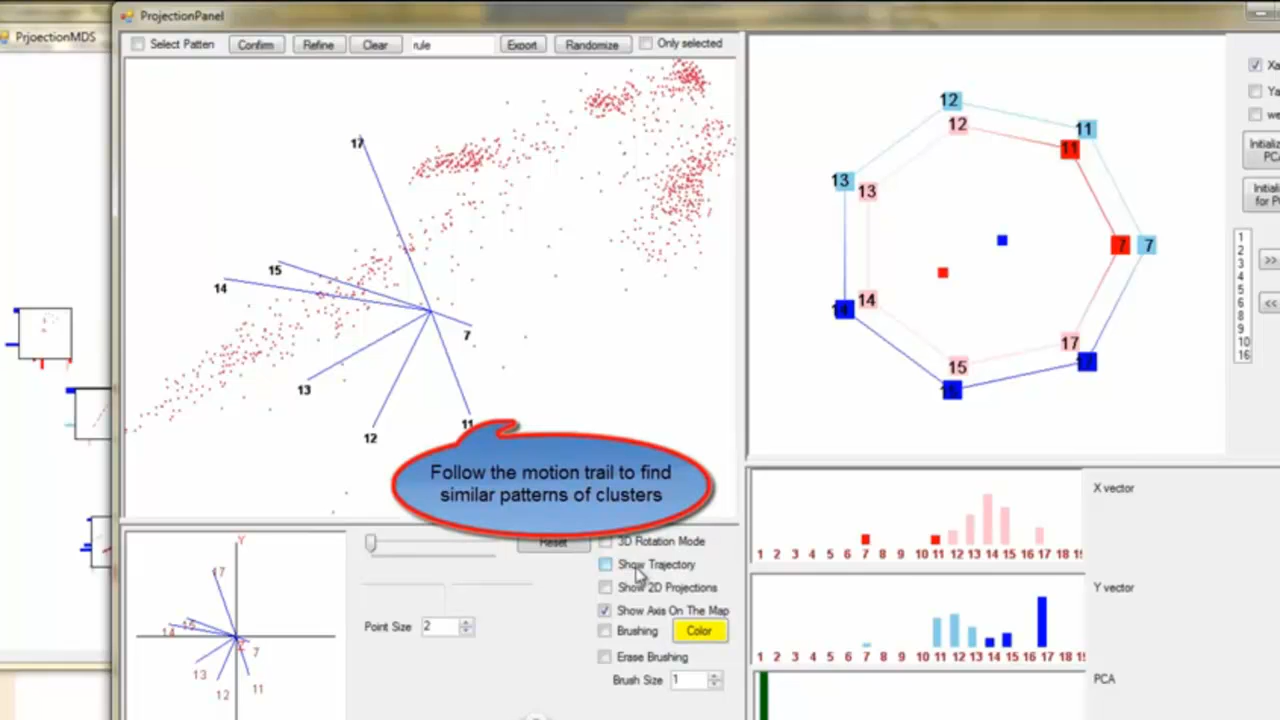 ProjectionPanel
PrjoectionMDS
Select Patten Confirm Refine Clear rule Export Randomize Only selected
17
15
14
7
13
12
11
Follow the motion trail to find
similar patterns of clusters
12
12
11
11
13
13
7
7
14
17
15
Initializ
PCA
Initial
for P
1
2
3
4
5
6
8
9
10
16
>>
<<
Y
17
15
14
Z
7
13
12
11
Reset
3D Rotation Mode
Show Trajectory
Show 2D Projections
Show Axis On The Map
Point Size 2
Brushing Color
Erase Brushing
Brush Size 1
X vector
1 2 3 4 5 6 7 8 9 10 11 12 13 14 15 16 17 18
Y vector
1 2 3 4 5 6 7 8 9 10 11 12 13 14 15 16 17 18
PCA